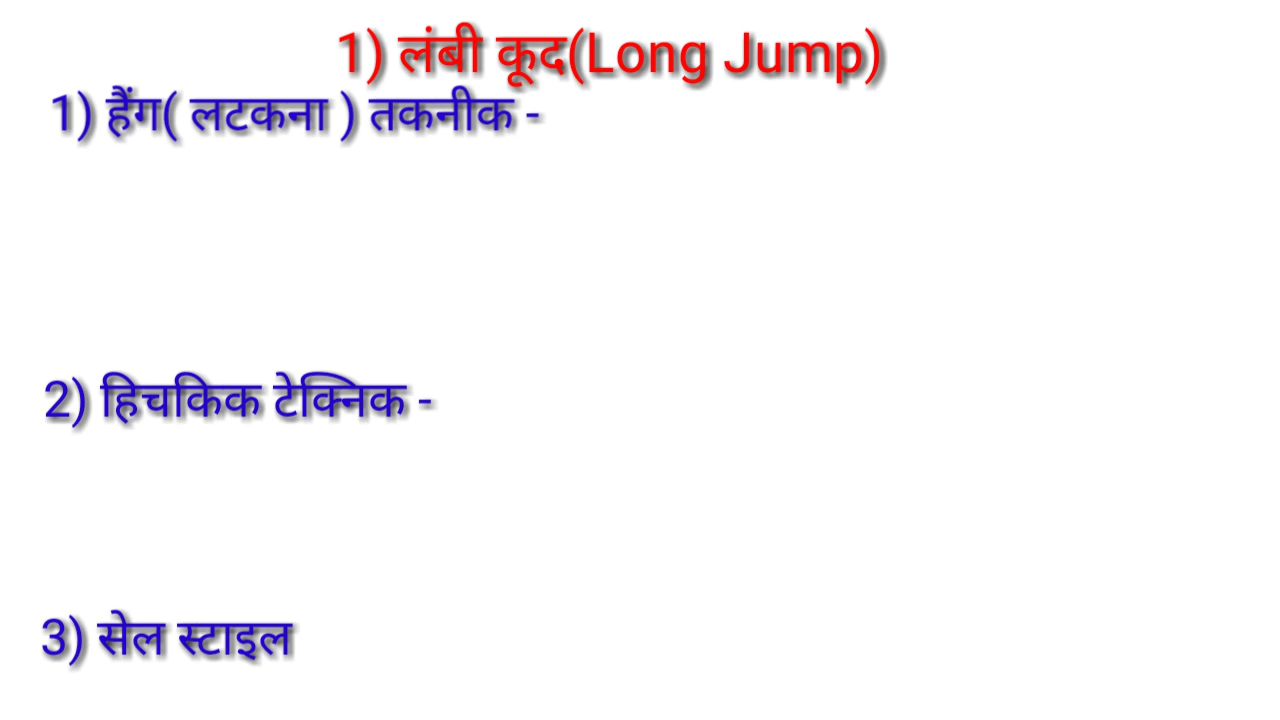 1) लंबी कूद(Long Jump)
1) हैंग( लटकना ) तकनीक -
2) हिचकिक टेक्निक -
3) सेल स्टाइल